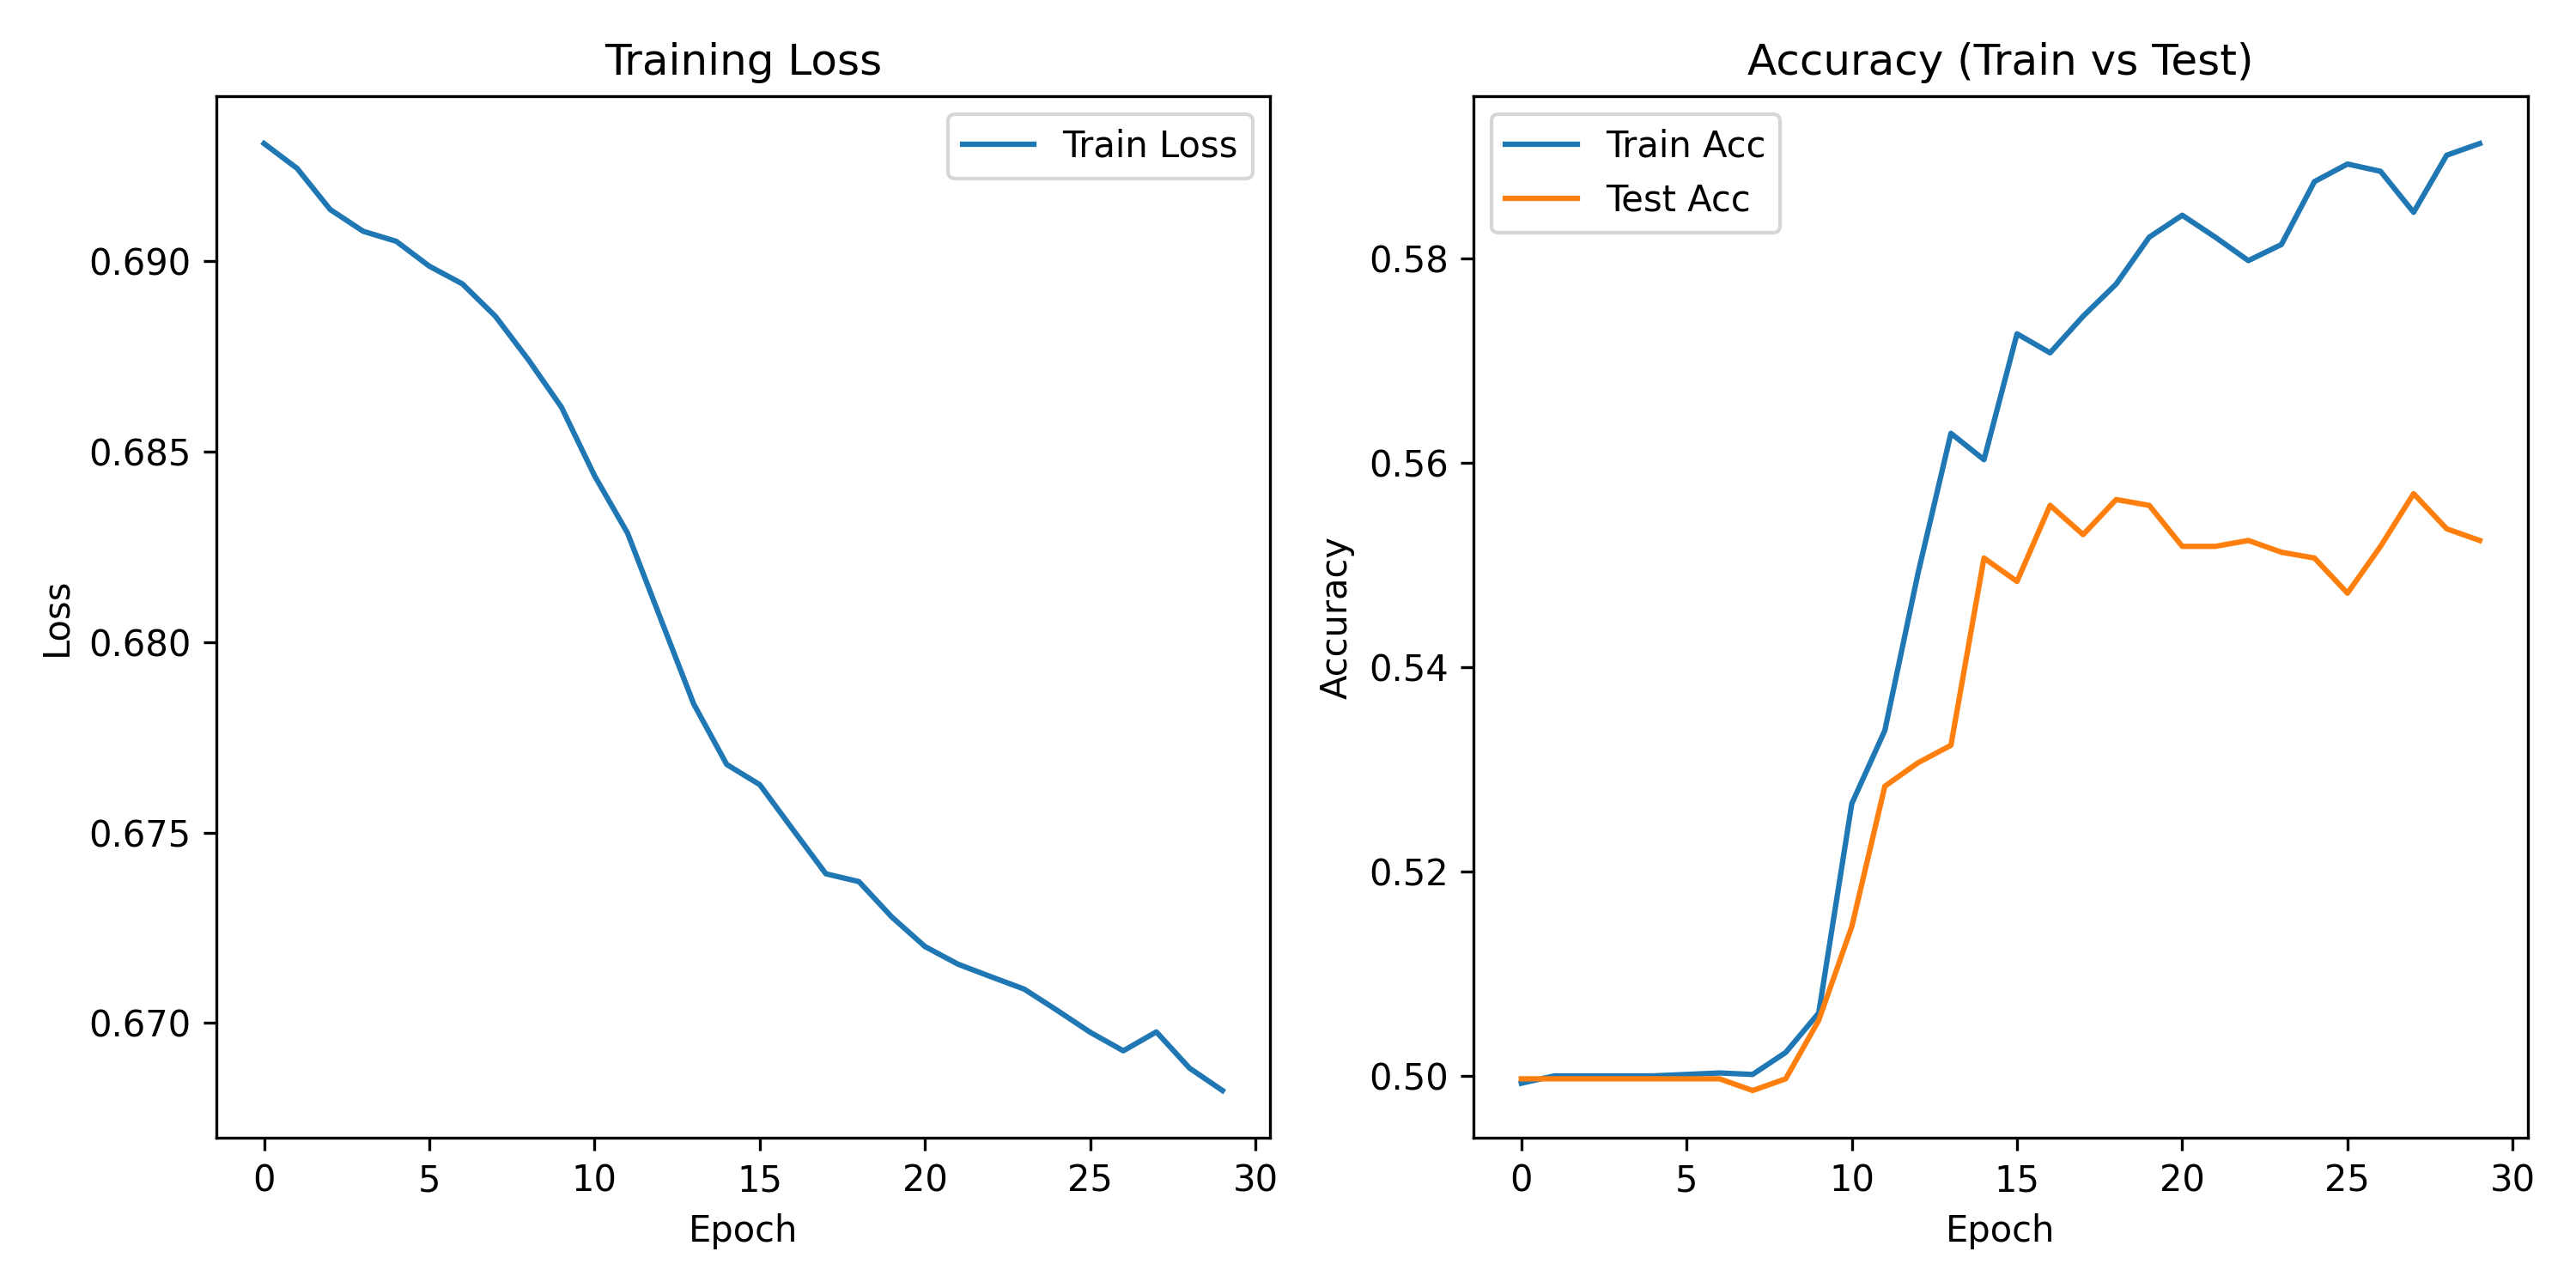 Training Loss
Train Loss
0.690
0.685
0.680
0.675
0.670
Loss
0 5 10 15 20 25 30
Epoch
Accuracy (Train vs Test)
Train Acc
Test Acc
0.58
0.56
0.54
0.52
0.50
Accuracy
0 5 10 15 20 25 30
Epoch